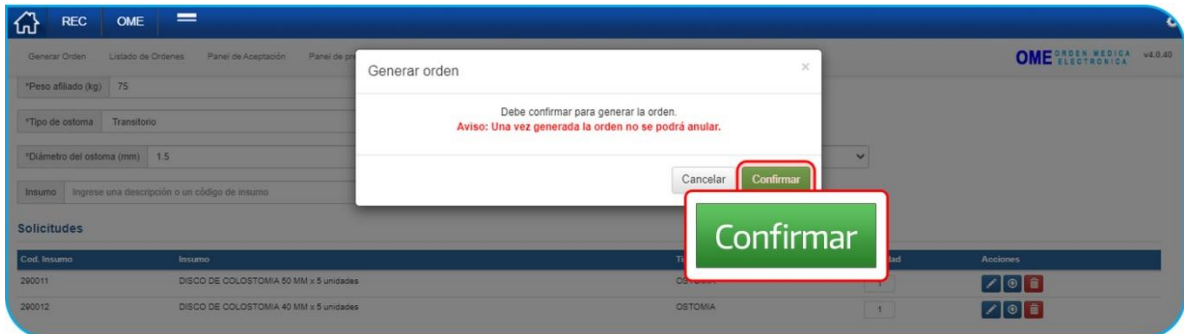 REC OME
Generar Orden Listado de Ordenes Panel de Aceptación Panel de
OME ORDEN MEDICA ELECTRONICA v4.0.40
Generar orden ×
*Peso afiliado (kg) 75
Debe confirmar para generar la orden.
Aviso: Una vez generada la orden no se podrá anular.
*Tipo de ostoma Transitorio
*Diámetro del ostoma (mm) 1.5
Cancelar Confirmar
Insumo Ingrese una descripción o un código de insumo
Confirmar
Solicitudes
Cod. Insumo Insumo Acciones
290011 DISCO DE COLOSTOMIA 50 MM x 5 unidades 1
290012 DISCO DE COLOSTOMIA 40 MM x 5 unidades OSTOMIA 1